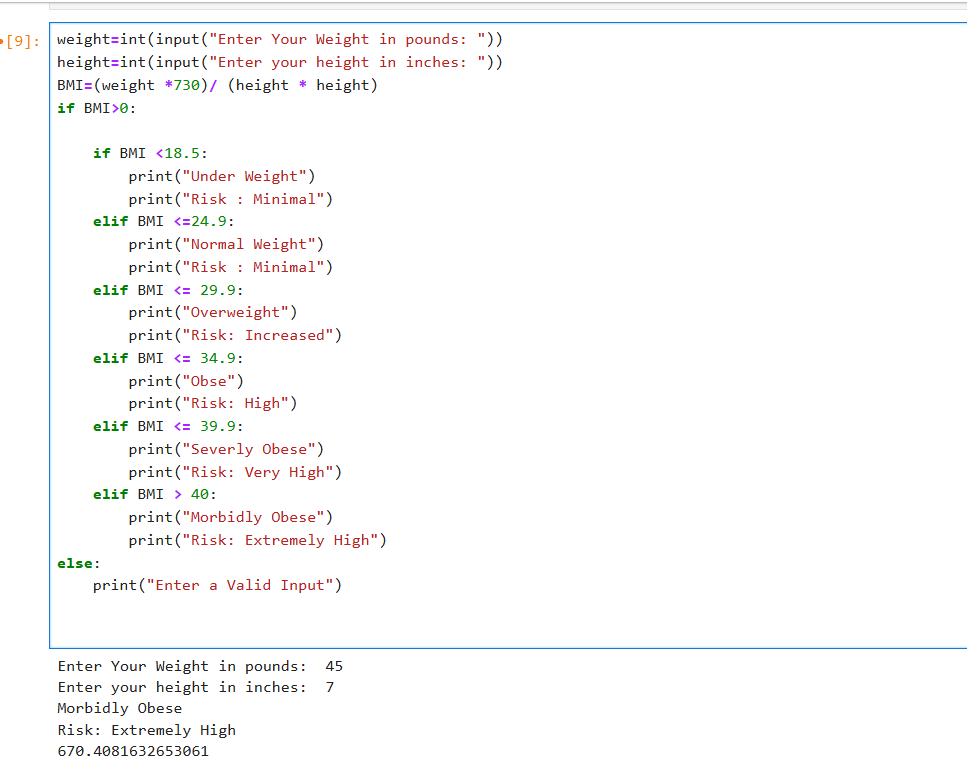 [9]:
weight=int(input("Enter Your Weight in pounds: "))
height=int(input("Enter your height in inches: "))
BMI=(weight *730)/ (height * height)
if BMI>0:
    if BMI <18.5:
        print("Under Weight")
        print("Risk : Minimal")
    elif BMI <=24.9:
        print("Normal Weight")
        print("Risk : Minimal")
    elif BMI <= 29.9:
        print("Overweight")
        print("Risk: Increased")
    elif BMI <= 34.9:
        print("Obse")
        print("Risk: High")
    elif BMI <= 39.9:
        print("Severly Obese")
        print("Risk: Very High")
    elif BMI > 40:
        print("Morbidly Obese")
        print("Risk: Extremely High")
else:
    print("Enter a Valid Input")
Enter Your Weight in pounds:  45
Enter your height in inches:  7
Morbidly Obese
Risk: Extremely High
670.4081632653061